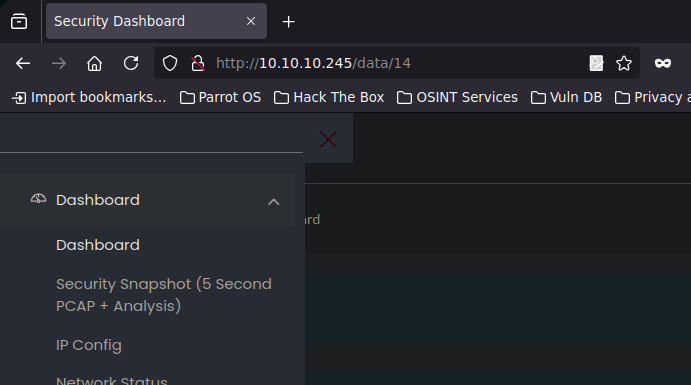 Security Dashboard
http://10.10.10.245/data/14
Import bookmarks... Parrot OS Hack The Box OSINT Services Vuln DB Privacy a
Dashboard
ard
Dashboard
Security Snapshot (5 Second
PCAP + Analysis)
IP Config
Network Status